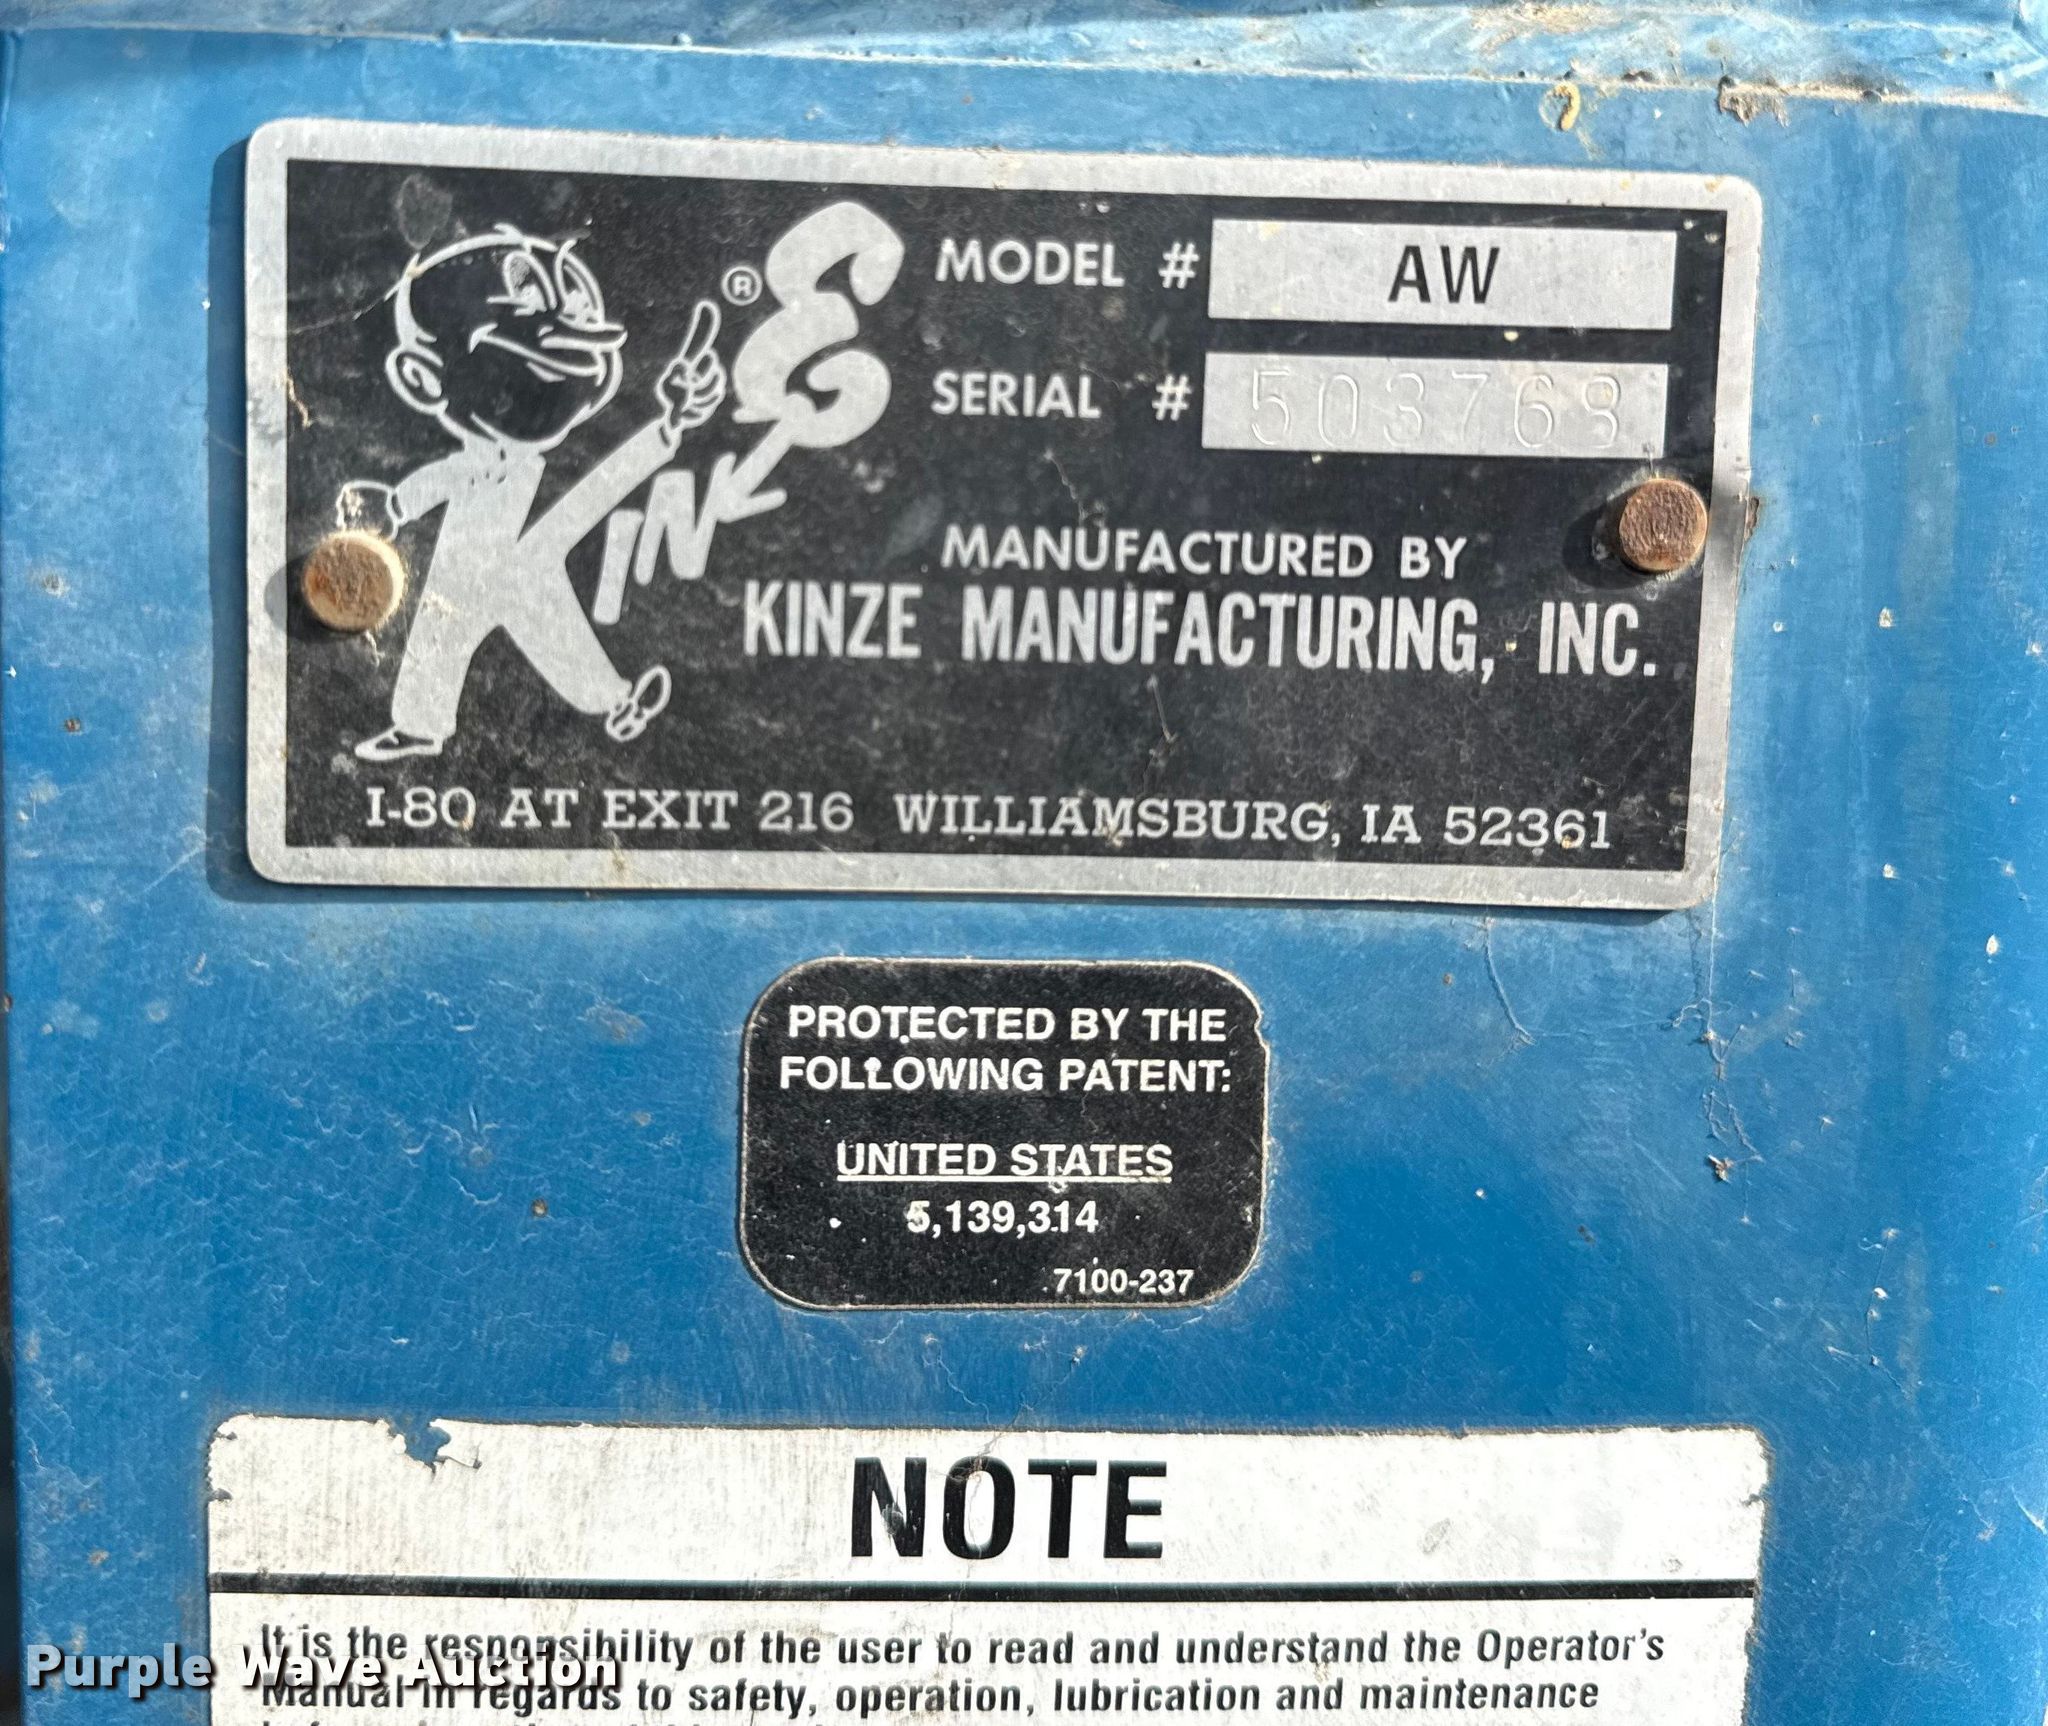 KINZE ®
MODEL # AW
SERIAL # 503768
MANUFACTURED BY
KINZE MANUFACTURING, INC.
I-80 AT EXIT 216 WILLIAMSBURG, IA 52361
PROTECTED BY THE
FOLLOWING PATENT:
UNITED STATES
5,139,314
7100-237
NOTE
It is the responsibility of the user to read and understand the Operator's
Manual in regards to safety, operation, lubrication and maintenance
Purple Wave Auction